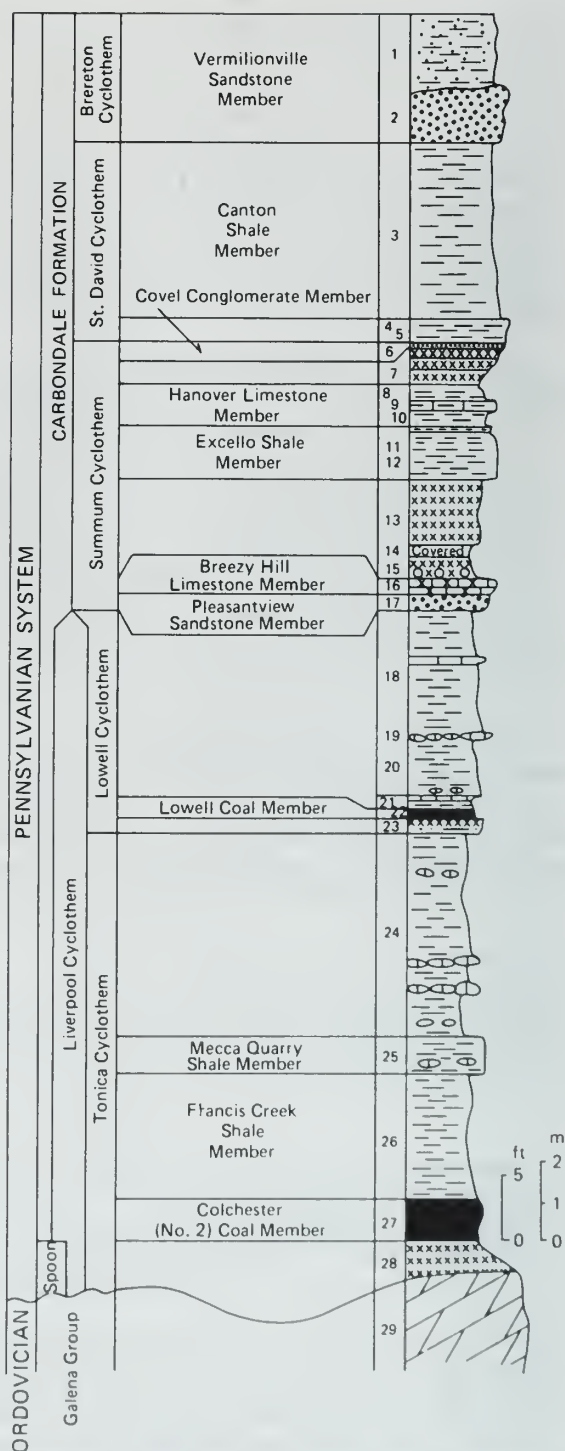 PENNSYLVANIAN SYSTEM
ORDOVICIAN
CARBONDALE FORMATION
Spoon
Galena Group
Liverpool Cyclothem
Brereton
Cyclothem
St. David Cyclothem
Summum Cyclothem
Lowell Cyclothem
Tonica Cyclothem
Vermilionville
Sandstone
Member
Canton
Shale
Member
Covel Conglomerate Member
Hanover Limestone
Member
Excello Shale
Member
Breezy Hill
Limestone Member
Pleasantview
Sandstone Member
Lowell Coal Member
Mecca Quarry
Shale Member
Francis Creek
Shale
Member
Colchester
(No. 2) Coal Member
1
2
3
4
5
6
7
8
9
10
11
12
13
14 Covered
15
16
17
18
19
20
21
22
23
24
25
26
27
28
29
ft
5
0
m
2
1
0